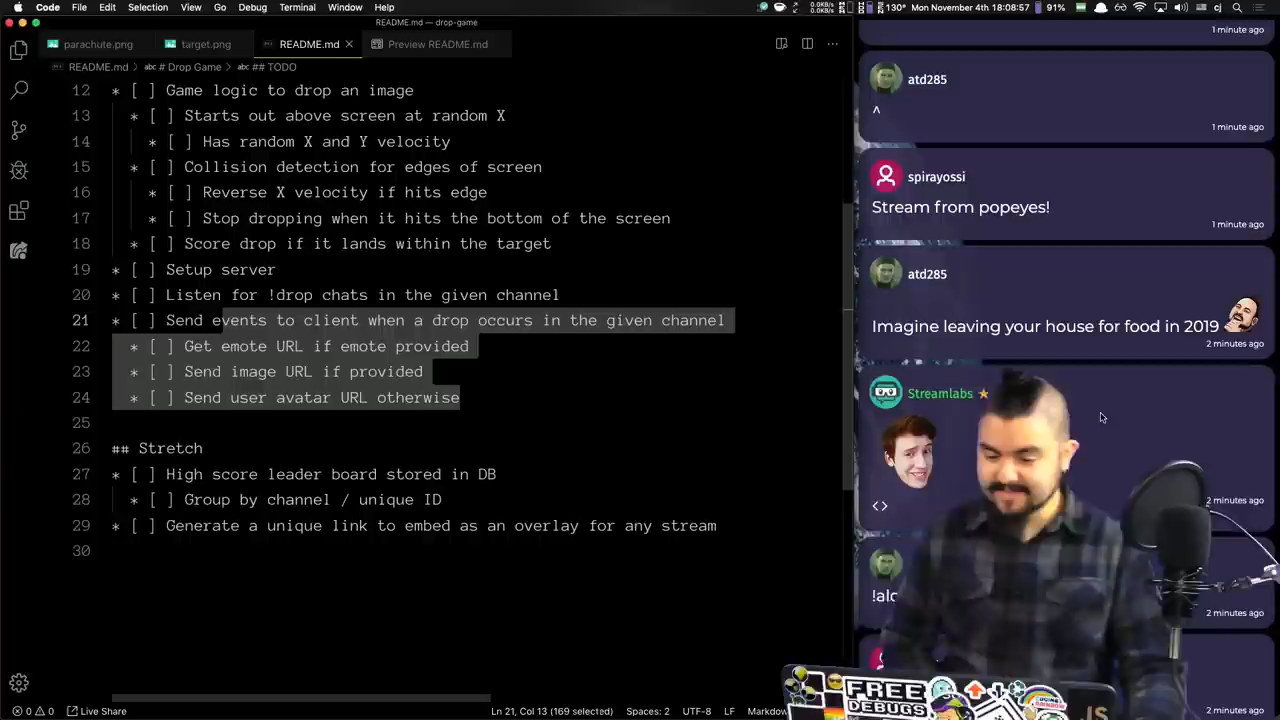 Code File Edit Selection View Go Debug Terminal Window Help
0.0KB/s
0.0KB/s
130° Mon November 4th 18:08:57 91% cj
README.md — drop-game
parachute.png target.png README.md Preview README.md
README.md > # Drop Game > ## TODO
12 * [ ] Game logic to drop an image
13 * [ ] Starts out above screen at random X
14 * [ ] Has random X and Y velocity
15 * [ ] Collision detection for edges of screen
16 * [ ] Reverse X velocity if hits edge
17 * [ ] Stop dropping when it hits the bottom of the screen
18 * [ ] Score drop if it lands within the target
19 * [ ] Setup server
20 * [ ] Listen for !drop chats in the given channel
21 * [ ] Send events to client when a drop occurs in the given channel
22 * [ ] Get emote URL if emote provided
23 * [ ] Send image URL if provided
24 * [ ] Send user avatar URL otherwise
25
26 ## Stretch
27 * [ ] High score leader board stored in DB
28 * [ ] Group by channel / unique ID
29 * [ ] Generate a unique link to embed as an overlay for any stream
30
0 0 Live Share Ln 21, Col 13 (169 selected) Spaces: 2 UTF-8 LF
1 minute ago
atd285
^
1 minute ago
spirayossi
Stream from popeyes!
1 minute ago
atd285
Imagine leaving your house for food in 2019
2 minutes ago
Streamlabs
<>
2 minutes ago
2 minutes ago
2 minutes ago
FREE
DEBUGS
JS